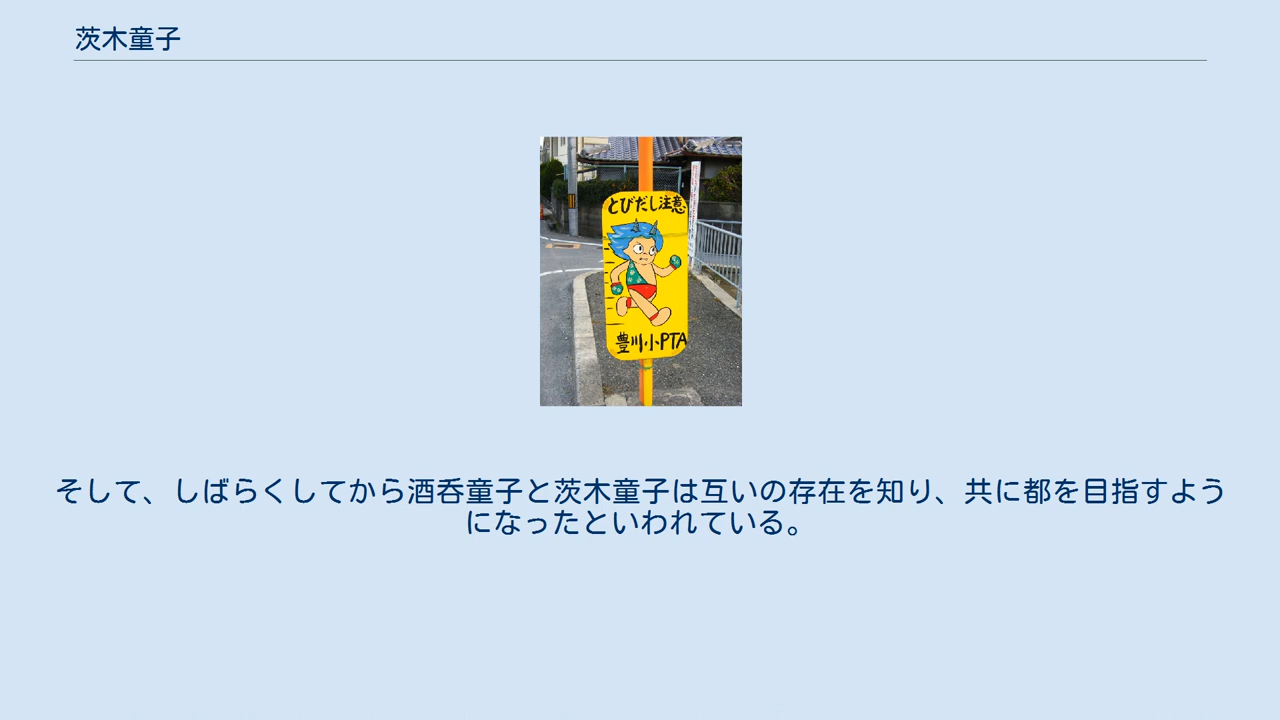 茨木童子
とびだし注意
豊川小PTA
そして、しばらくしてから酒呑童子と茨木童子は互いの存在を知り、共に都を目指すよう
になったといわれている。